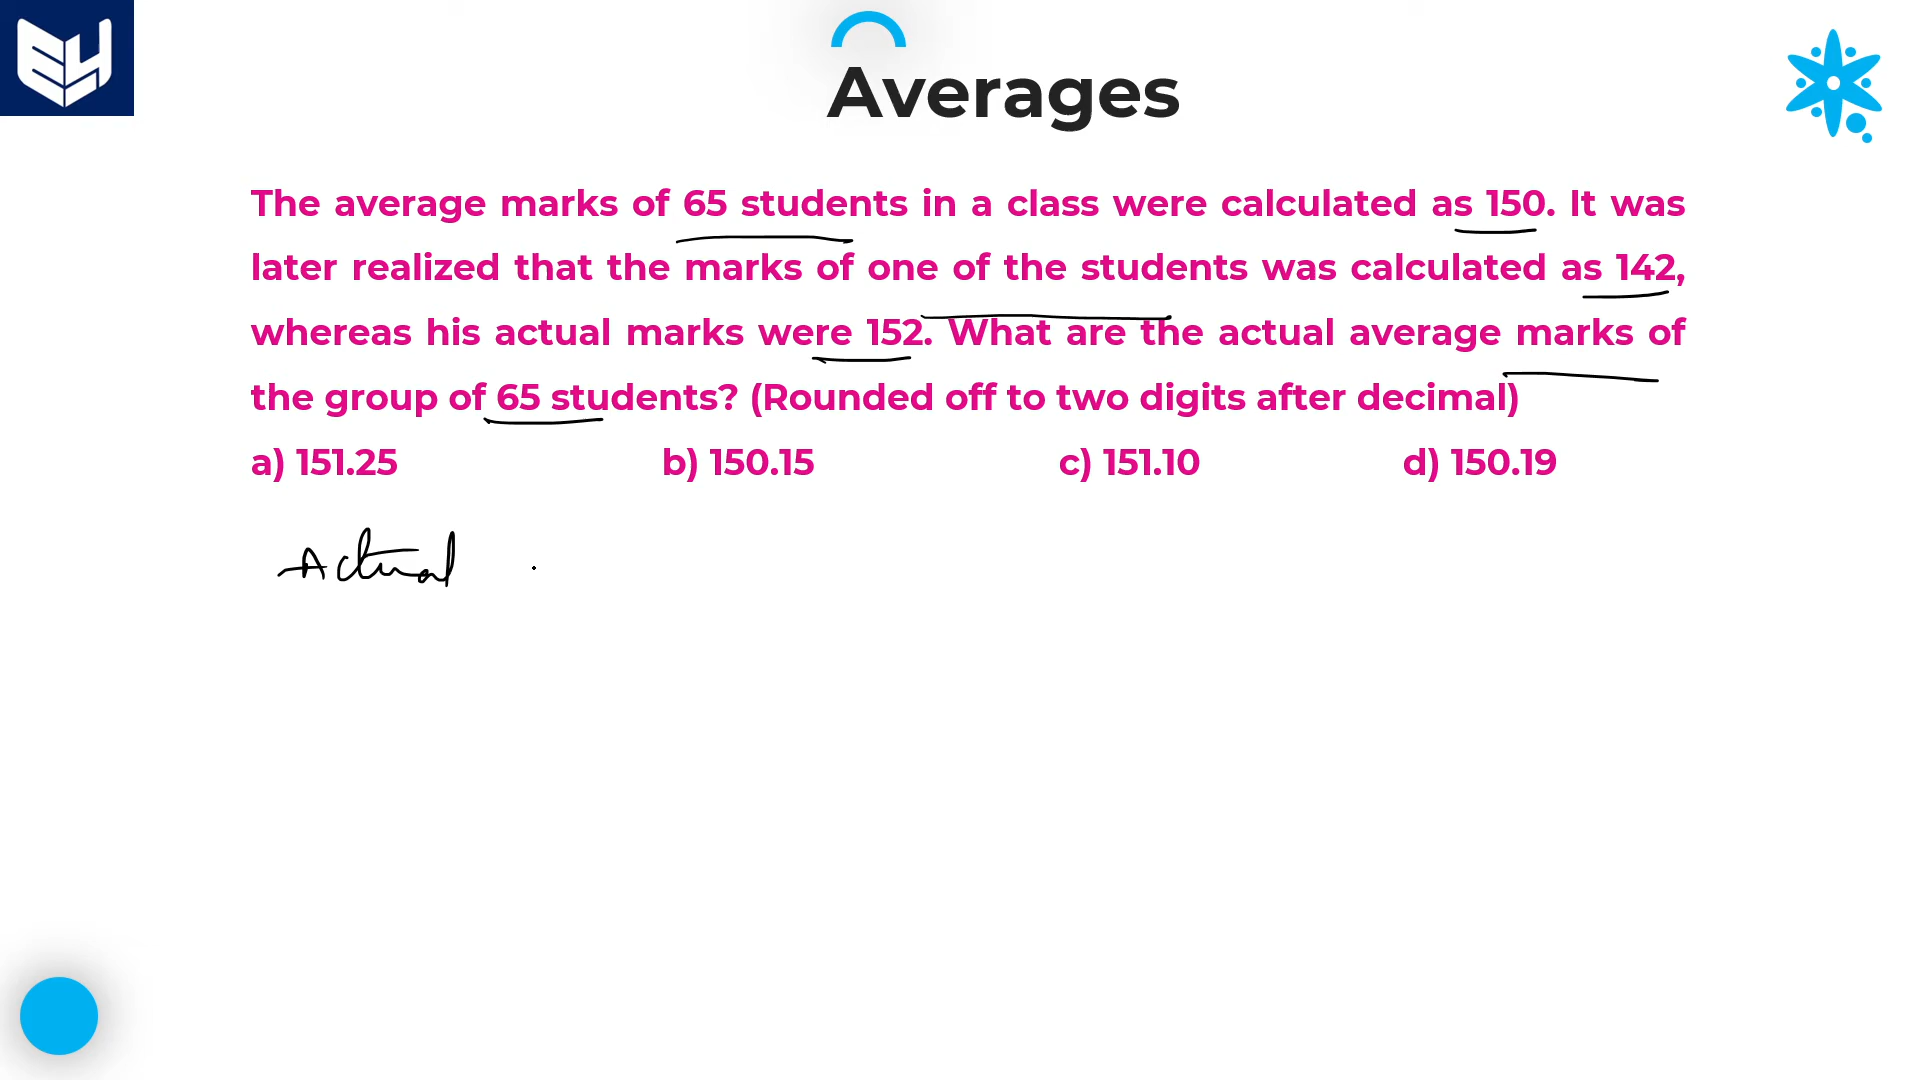 Averages
The average marks of 65 students in a class were calculated as 150. It was
later realized that the marks of one of the students was calculated as 142,
whereas his actual marks were 152. What are the actual average marks of
the group of 65 students? (Rounded off to two digits after decimal)
a) 151.25 b) 150.15 c) 151.10 d) 150.19
Actual